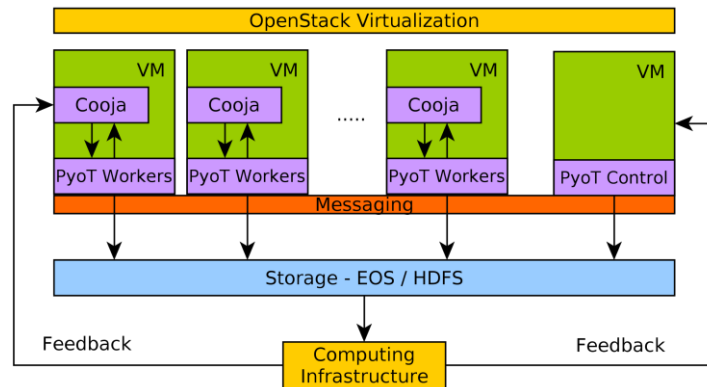 OpenStack Virtualization
VM
VM
VM
VM
Cooja
Cooja
.....
Cooja
PyoT Workers
PyoT Workers
PyoT Workers
PyoT Control
Messaging
Storage - EOS / HDFS
Feedback
Feedback
Computing
Infrastructure